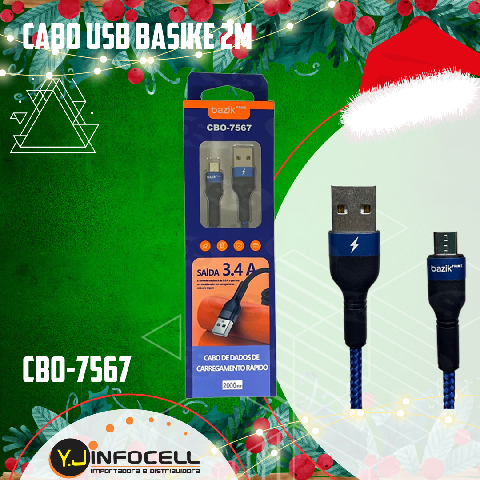 CABO USB BASIKE 2M
bazik
CBO-7567
SAÍDA 3.4 A
CABO DE DADOS DE
CARREGAMENTO RÁPIDO
2000mm
bazik
CBO-7567
Y.J INFOCELL
importadora e distribuidora